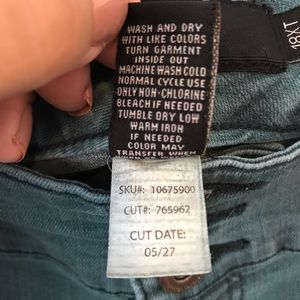 WASH AND DRY
WITH LIKE COLORS
TURN GARMENT
INSIDE OUT
MACHINE WASH COLD
NORMAL CYCLE USE
ONLY NON-CHLORINE
BLEACH IF NEEDED
TUMBLE DRY LOW
WARM IRON
IF NEEDED
COLOR MAY
TRANSFER WHEN
18XT
SKU#: 10675900
CUT#: 765962
CUT DATE:
05/27